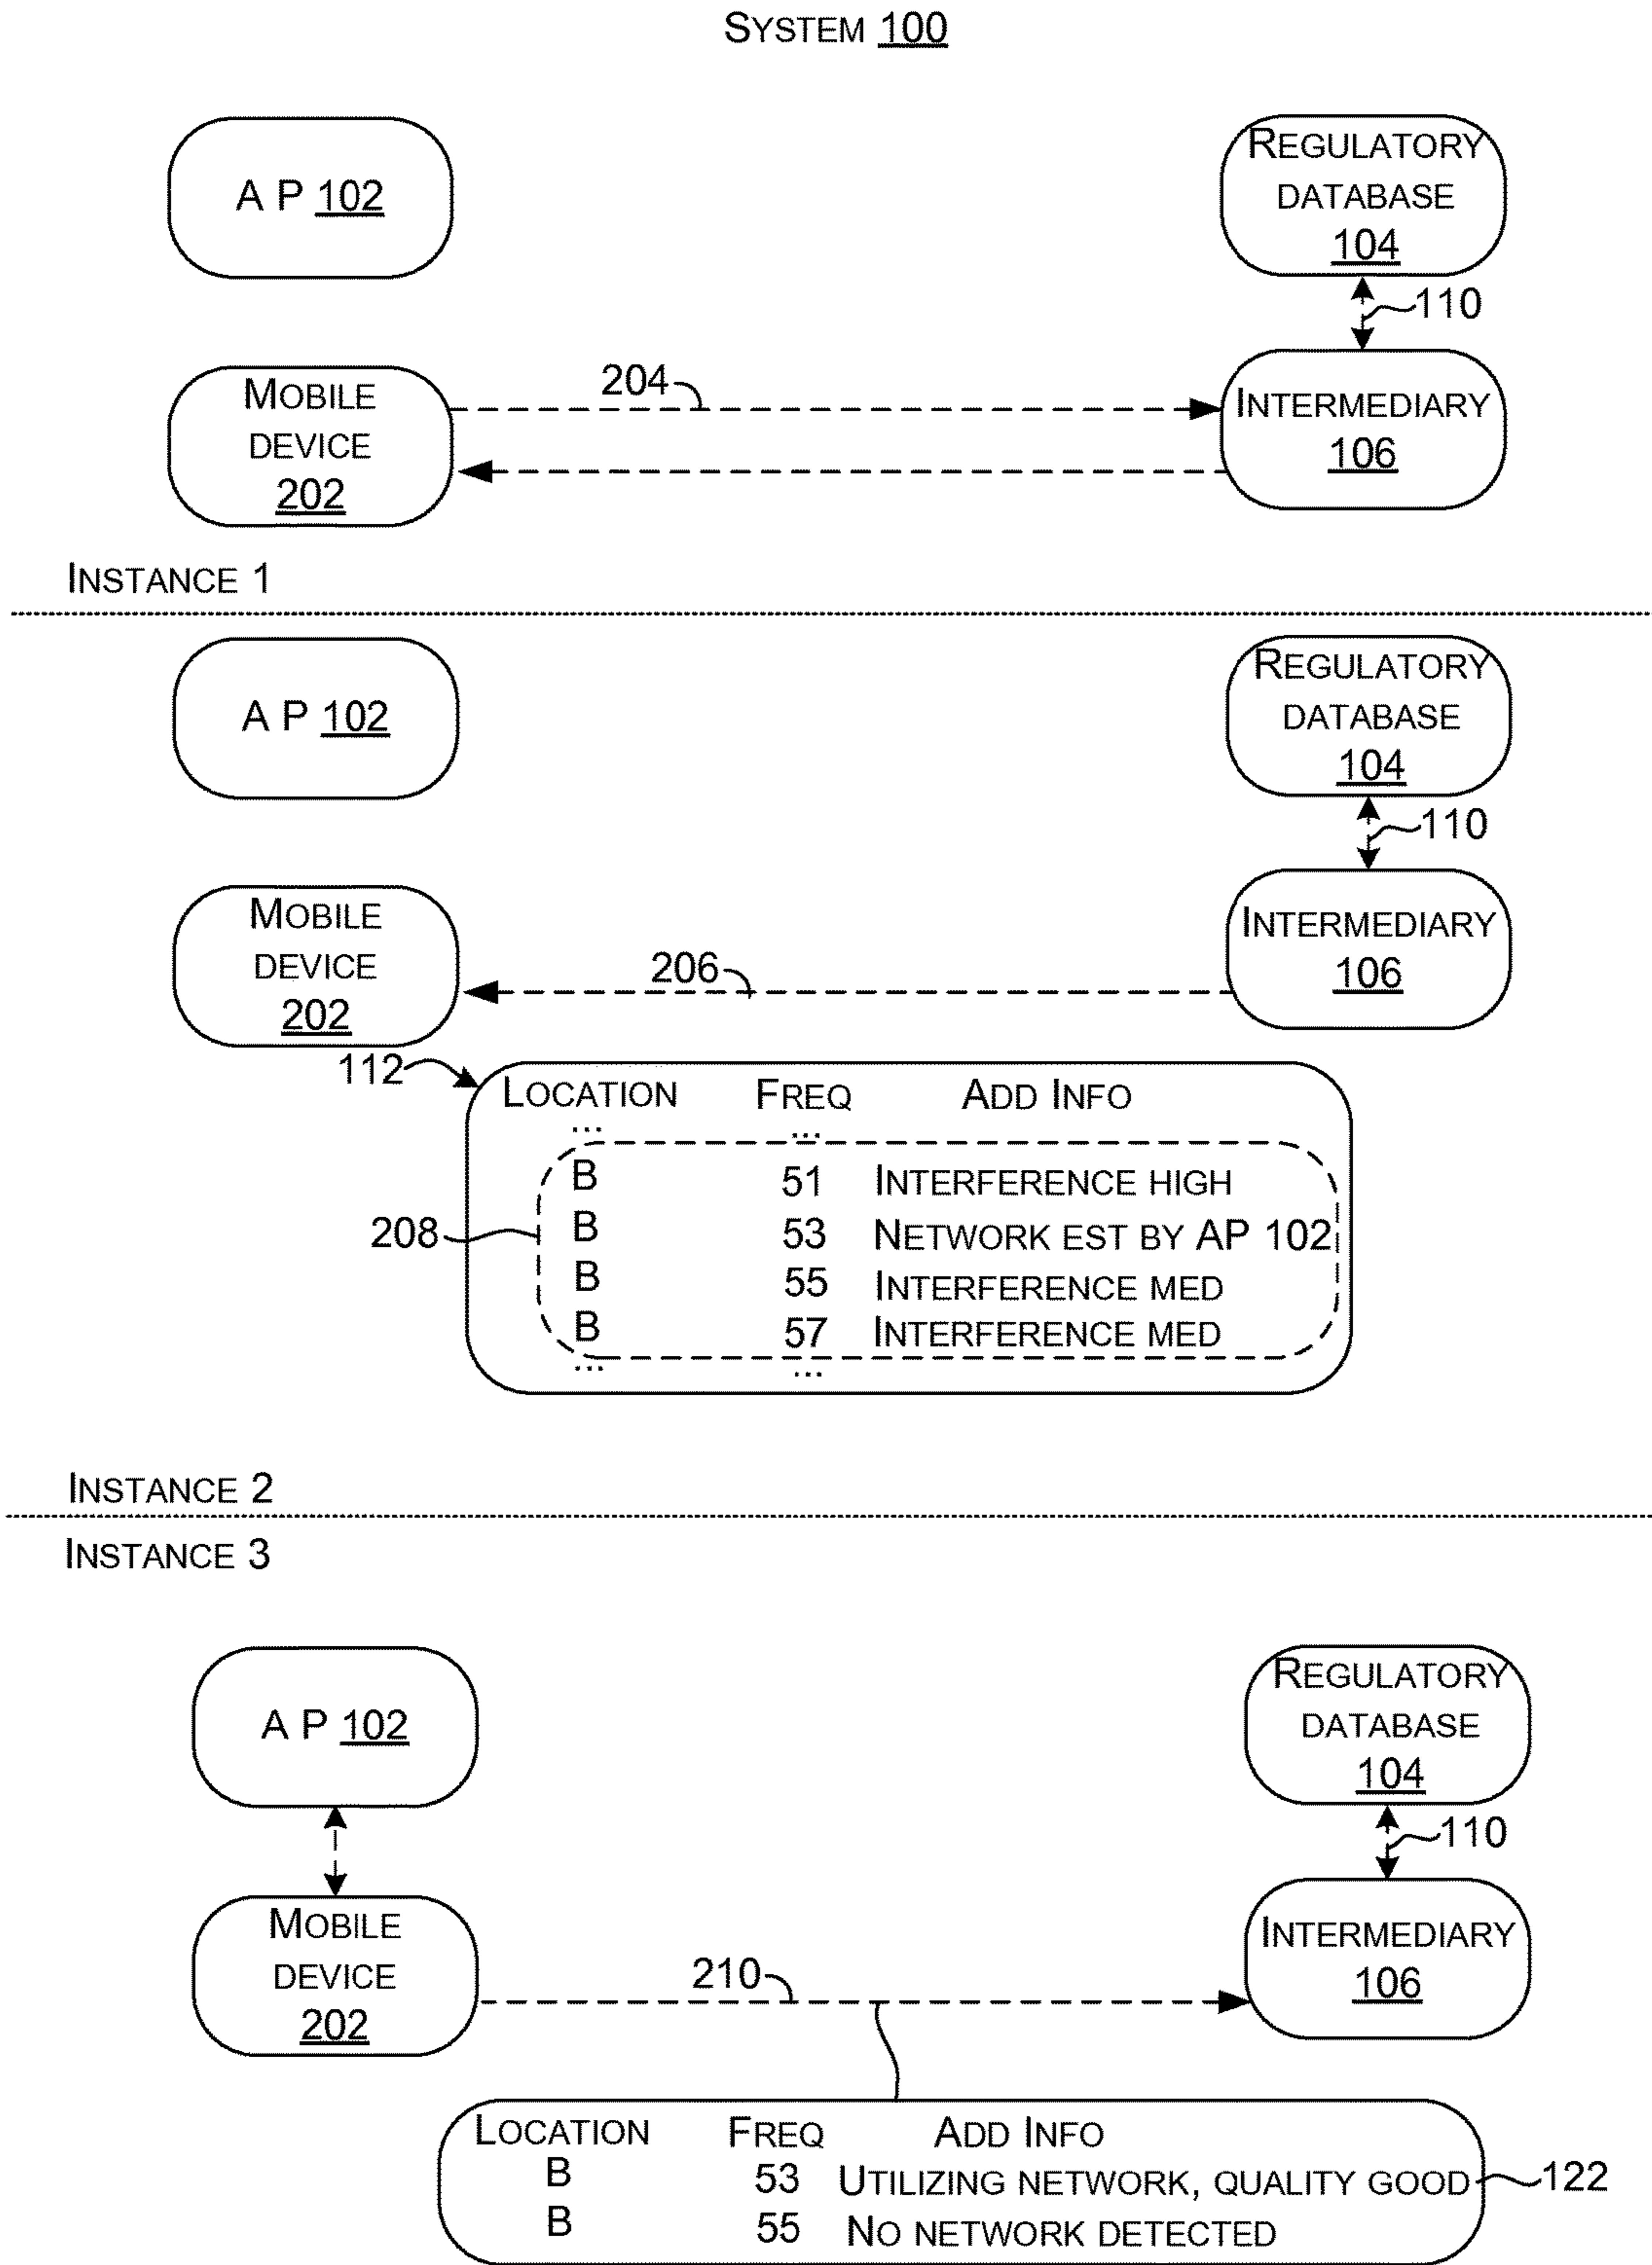 SYSTEM 100
A P 102
REGULATORY
DATABASE
104
110
204
MOBILE
DEVICE
202
INTERMEDIARY
106
INSTANCE 1
A P 102
REGULATORY
DATABASE
104
110
MOBILE
DEVICE
202
206
INTERMEDIARY
106
112
LOCATION FREQ ADD INFO
... ...
B 51 INTERFERENCE HIGH
208
B 53 NETWORK EST BY AP 102
B 55 INTERFERENCE MED
B 57 INTERFERENCE MED
... ...
INSTANCE 2
INSTANCE 3
A P 102
REGULATORY
DATABASE
104
110
MOBILE
DEVICE
202
210
INTERMEDIARY
106
LOCATION FREQ ADD INFO
B 53 UTILIZING NETWORK, QUALITY GOOD
122
B 55 NO NETWORK DETECTED